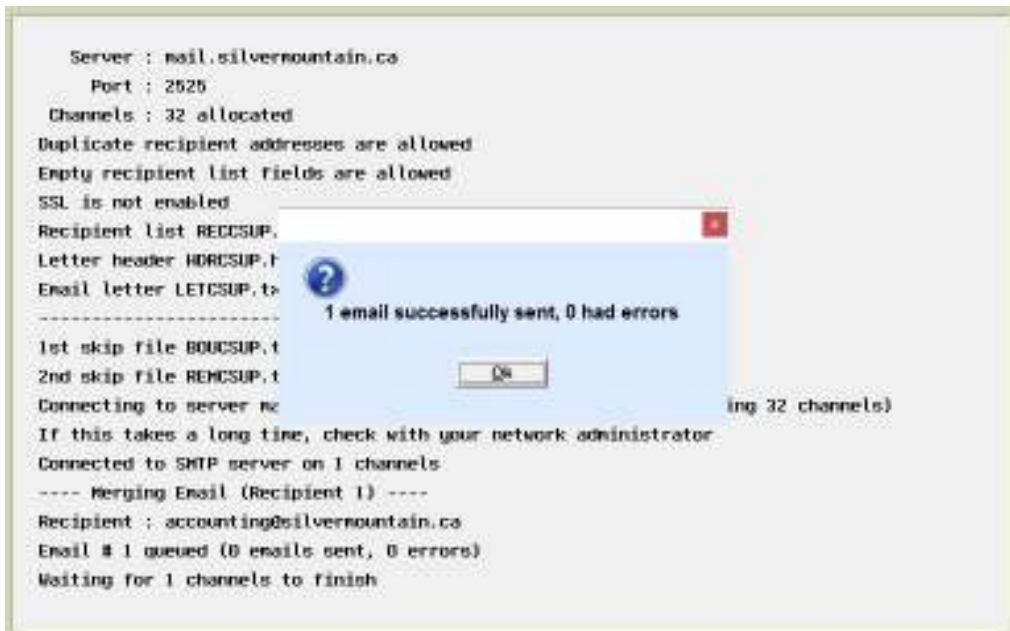 Server : mail.silvermountain.ca
Port : 2525
Channels : 32 allocated
Duplicate recipient addresses are allowed
Empty recipient list fields are allowed
SSL is not enabled
Recipient list RECCSUP.
Letter header HDRCSUP.h
Email letter LETCSUP.tx
----------------------
1st skip file BOUCSUP.t
2nd skip file REMCSUP.t
Connecting to server ma
ing 32 channels)
If this takes a long time, check with your network administrator
Connected to SMTP server on 1 channels
---- Merging Email (Recipient 1) ----
Recipient : accounting@silvermountain.ca
Email # 1 queued (0 emails sent, 0 errors)
Waiting for 1 channels to finish
1 email successfully sent, 0 had errors
Ok